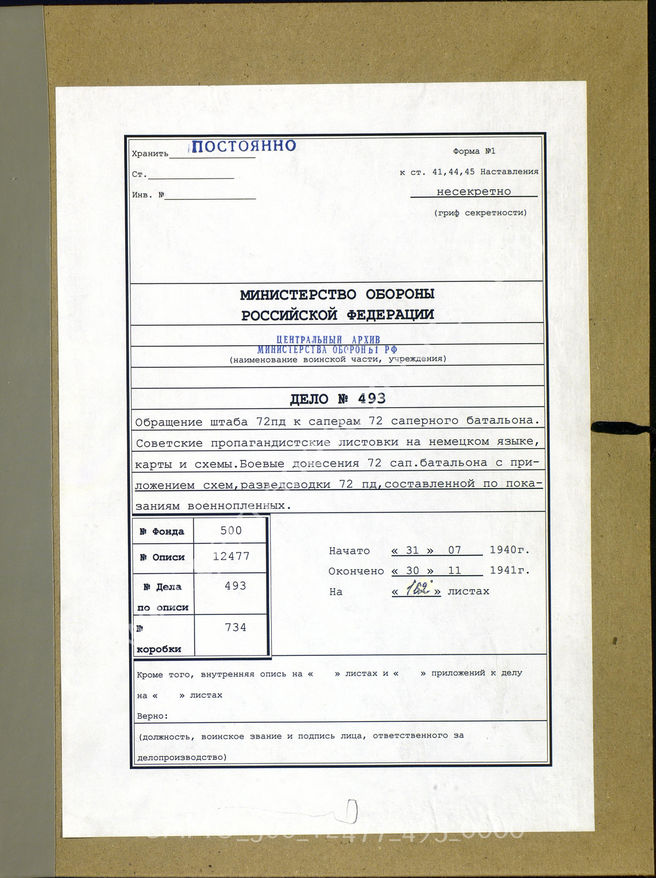 Хранить ПОСТОЯННО
Форма №1
Ст.
к ст. 41,44,45 Наставления
Инв. №
несекретно
(гриф секретности)
МИНИСТЕРСТВО ОБОРОНЫ
РОССИЙСКОЙ ФЕДЕРАЦИИ
ЦЕНТРАЛЬНЫЙ АРХИВ
МИНИСТЕРСТВА ОБОРОНЫ РФ
(наименование воинской части, учреждения)
ДЕЛО № 493
Обращение штаба 72пд к саперам 72 саперного батальона.
Советские пропагандистские листовки на немецком языке,
карты и схемы.Боевые донесения 72 сап.батальона с при-
ложением схем,разведсводки 72 пд,составленной по пока-
заниям военнопленных.
№ Фонда 500
№ Описи 12477
№ Дела 493
по описи
№ 734
коробки
Начато « 31 » 07 1940г.
Окончено « 30 » 11 1941г.
На « 162 » листах
Кроме того, внутренняя опись на « » листах и « » приложений к делу
на « » листах
Верно:
(должность, воинское звание и подпись лица, ответственного за
делопроизводство)